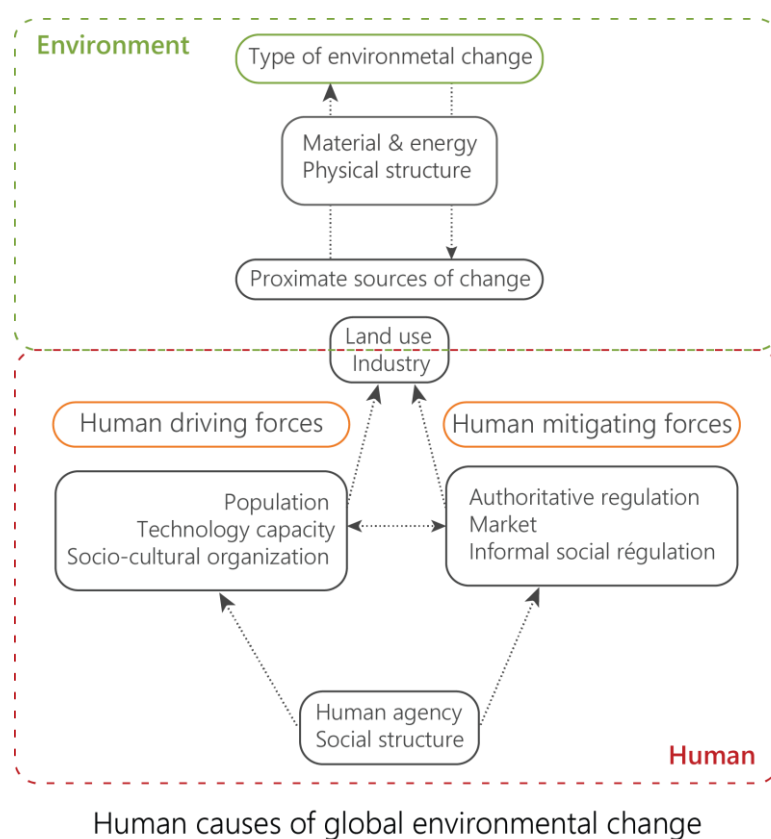 Environment
Type of environmetal change
Material & energy
Physical structure
Proximate sources of change
Land use
Industry
Human driving forces
Human mitigating forces
Population
Technology capacity
Socio-cultural organization
Authoritative regulation
Market
Informal social régulation
Human agency
Social structure
Human
Human causes of global environmental change